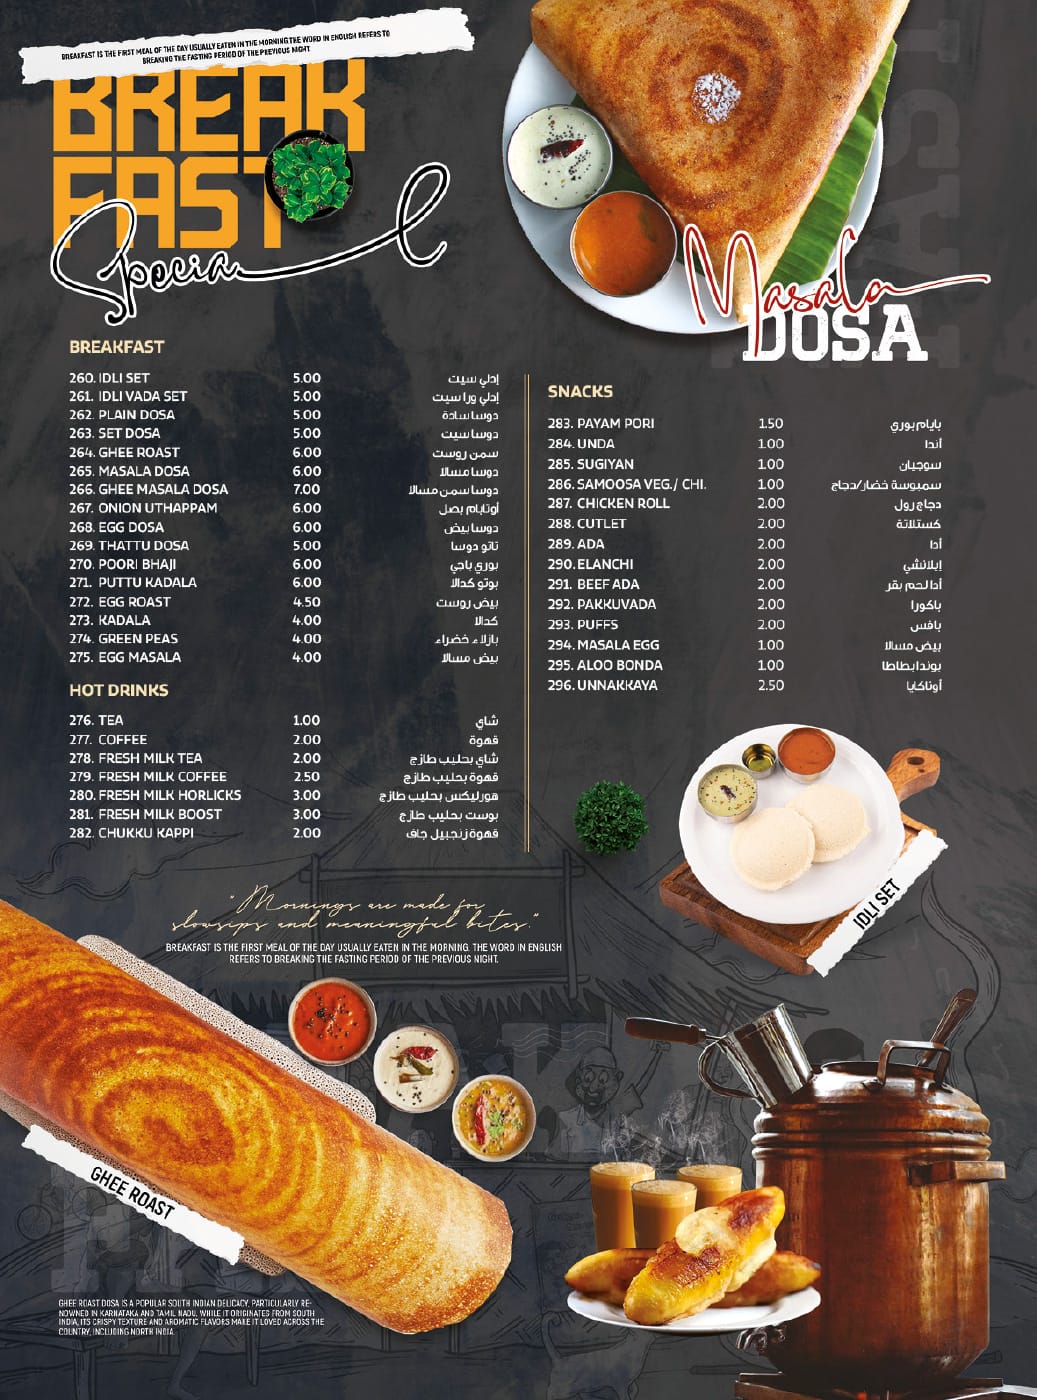 BREAKFAST IS THE FIRST MEAL OF THE DAY USUALLY EATEN IN THE MORNING.THE WORD IN ENGLISH REFERS TO
BREAKING THE FASTING PERIOD OF THE PREVIOUS NIGHT.
BREAK
FAST
Special
Masala
DOSA
BREAKFAST
260. IDLI SET 5.00 إدلي سيت
261. IDLI VADA SET 5.00 إدلي ورا سيت
262. PLAIN DOSA 5.00 دوسا سادة
263. SET DOSA 5.00 دوسا سيت
264. GHEE ROAST 6.00 سمن روست
265. MASALA DOSA 6.00 دوسا مسالا
266. GHEE MASALA DOSA 7.00 دوسا سمن مسالا
267. ONION UTHAPPAM 6.00 أوتابام بصل
268. EGG DOSA 6.00 دوسا بيض
269. THATTU DOSA 5.00 تاتو دوسا
270. POORI BHAJI 6.00 بوري باجي
271. PUTTU KADALA 6.00 بوتو كدالا
272. EGG ROAST 4.50 بيض روست
273. KADALA 4.00 كدالا
274. GREEN PEAS 4.00 بازلاء خضراء
275. EGG MASALA 4.00 بيض مسالا
HOT DRINKS
276. TEA 1.00 شاي
277. COFFEE 2.00 قهوة
278. FRESH MILK TEA 2.00 شاي بحليب طازج
279. FRESH MILK COFFEE 2.50 قهوة بحليب طازج
280. FRESH MILK HORLICKS 3.00 هورليكس بحليب طازج
281. FRESH MILK BOOST 3.00 بوست بحليب طازج
282. CHUKKU KAPPI 2.00 قهوة زنجبيل جاف
SNACKS
283. PAYAM PORI 1.50 بايام بوري
284. UNDA 1.00 أندا
285. SUGIYAN 1.00 سوجيان
286. SAMOOSA VEG./ CHI. 1.00 سمبوسة خضار/دجاج
287. CHICKEN ROLL 2.00 دجاج رول
288. CUTLET 2.00 كستلاتة
289. ADA 2.00 أدا
290. ELANCHI 2.00 إيلانشي
291. BEEF ADA 2.00 أدا لحم بقر
292. PAKKUVADA 2.00 باكورا
293. PUFFS 2.00 بافس
294. MASALA EGG 1.00 بيض مسالا
295. ALOO BONDA 1.00 بوندا بطاطا
296. UNNAKKAYA 2.50 أوناكايا
IDLI SET
"Mornings are made for
slow sips and meaningful bites."
BREAKFAST IS THE FIRST MEAL OF THE DAY USUALLY EATEN IN THE MORNING. THE WORD IN ENGLISH
REFERS TO BREAKING THE FASTING PERIOD OF THE PREVIOUS NIGHT.
GHEE ROAST
GHEE ROAST DOSA IS A POPULAR SOUTH INDIAN DELICACY, PARTICULARLY RE-
NOWNED IN KARNATAKA AND TAMIL NADU. WHILE IT ORIGINATES FROM SOUTH
INDIA, ITS CRISPY TEXTURE AND AROMATIC FLAVORS MAKE IT LOVED ACROSS THE
COUNTRY, INCLUDING NORTH INDIA.